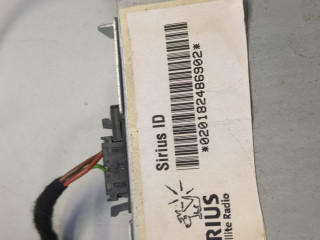 Sirius ID
*020182486902*
RIUS
llite Radio